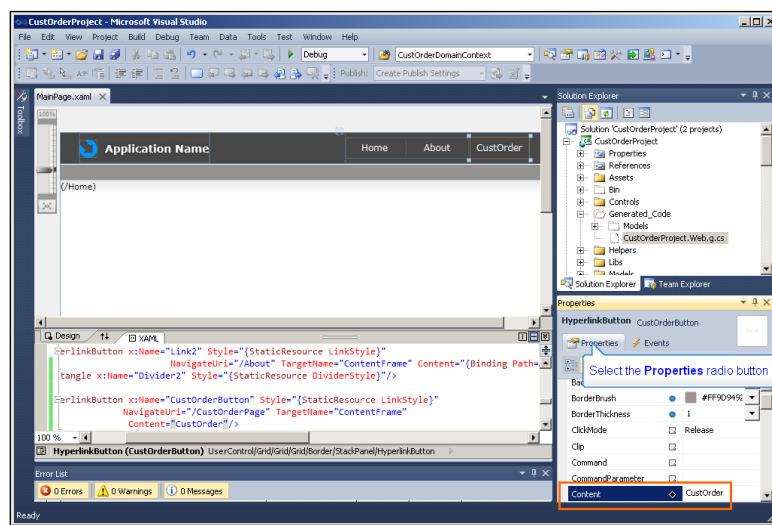 CustOrderProject - Microsoft Visual Studio
File Edit View Project Build Debug Team Data Tools Test Window Help
Debug CustOrderDomainContext
Publish: Create Publish Settings
Toolbox
MainPage.xaml
100%
Application Name Home About CustOrder
(/Home)
Design XAML
erlinkButton x:Name="Link2" Style="{StaticResource LinkStyle}"
NavigateUri="/About" TargetName="ContentFrame" Content="{Binding Path=
tangle x:Name="Divider2" Style="{StaticResource DividerStyle}"/>
erlinkButton x:Name="CustOrderButton" Style="{StaticResource LinkStyle}"
NavigateUri="/CustOrderPage" TargetName="ContentFrame"
Content="CustOrder"/>
100 %
HyperlinkButton (CustOrderButton) UserControl/Grid/Grid/Grid/Border/StackPanel/HyperlinkButton
Error List
0 Errors 0 Warnings 0 Messages
Ready
Solution Explorer
Solution 'CustOrderProject' (2 projects)
CustOrderProject
Properties
References
Assets
Bin
Controls
Generated_Code
Models
CustOrderProject.Web.g.cs
Helpers
Libs
Models
Solution Explorer Team Explorer
Properties
HyperlinkButton CustOrderButton
Properties Events
Select the Properties radio button
BorderBrush #FF9D9492
BorderThickness 1
ClickMode Release
Clip
Command
CommandParameter
Content CustOrder